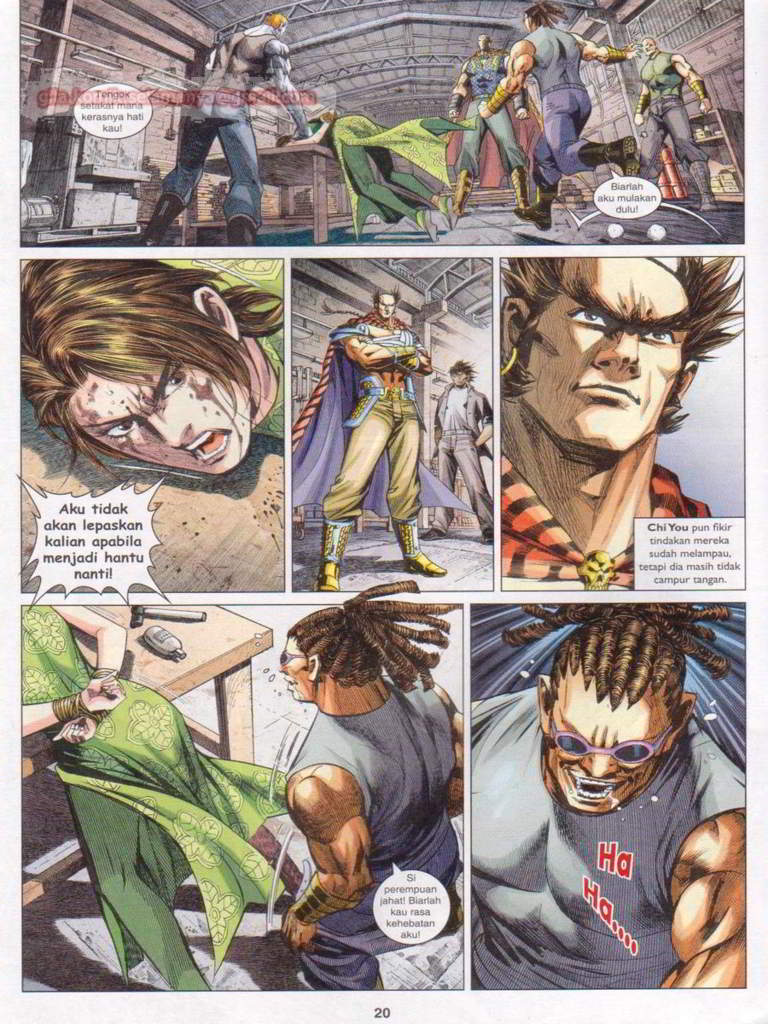 Tengok
setakat mana
kerasnya hati
kau!
Biarlah
aku mulakan
dulu!
Aku tidak
akan lepaskan
kalian apabila
menjadi hantu
nanti!
Chi You pun fikir
tindakan mereka
sudah melampau,
tetapi dia masih tidak
campur tangan.
Si
perempuan
jahat! Biarlah
kau rasa
kehebatan
aku!
Ha
Ha....
20